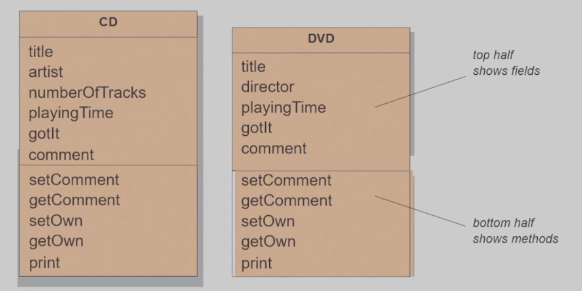 CD
title
artist
numberOfTracks
playingTime
gotIt
comment
setComment
getComment
setOwn
getOwn
print
DVD
title
director
playingTime
gotIt
comment
setComment
getComment
setOwn
getOwn
print
top half
shows fields
bottom half
shows methods